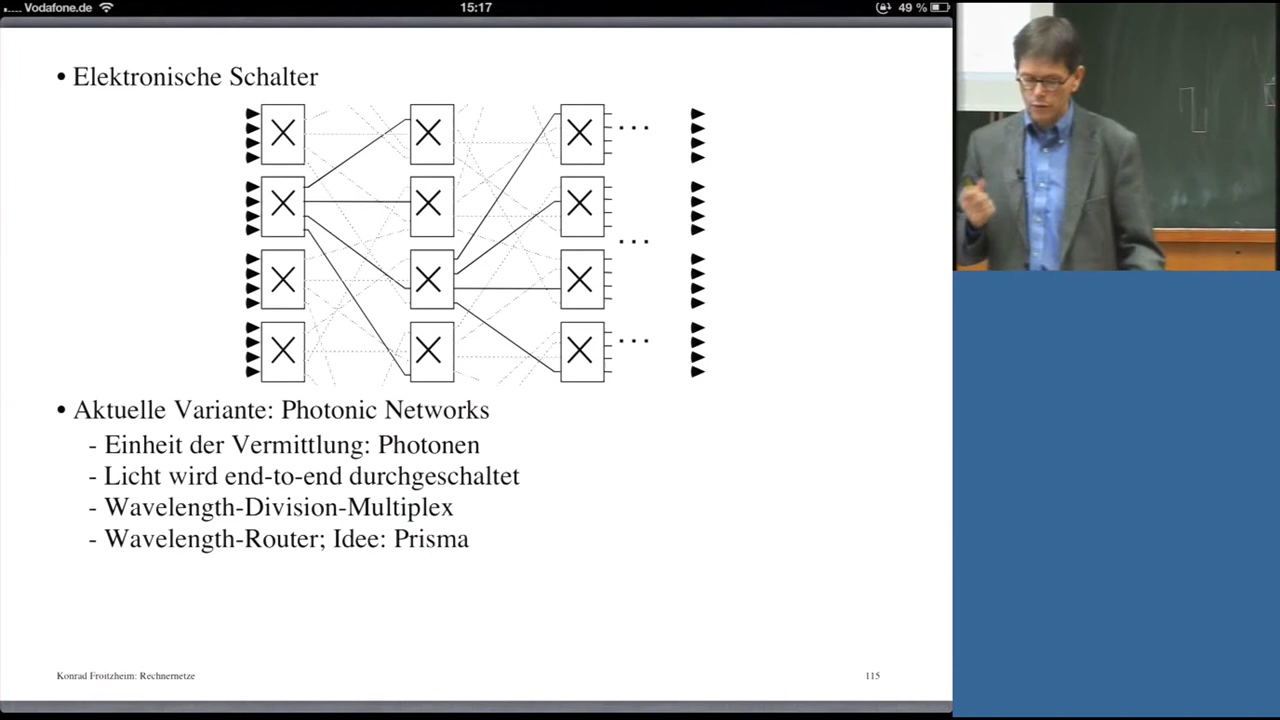 Vodafone.de 15:17 49 %
• Elektronische Schalter
• Aktuelle Variante: Photonic Networks
- Einheit der Vermittlung: Photonen
- Licht wird end-to-end durchgeschaltet
- Wavelength-Division-Multiplex
- Wavelength-Router; Idee: Prisma
Konrad Froitzheim: Rechnernetze 115